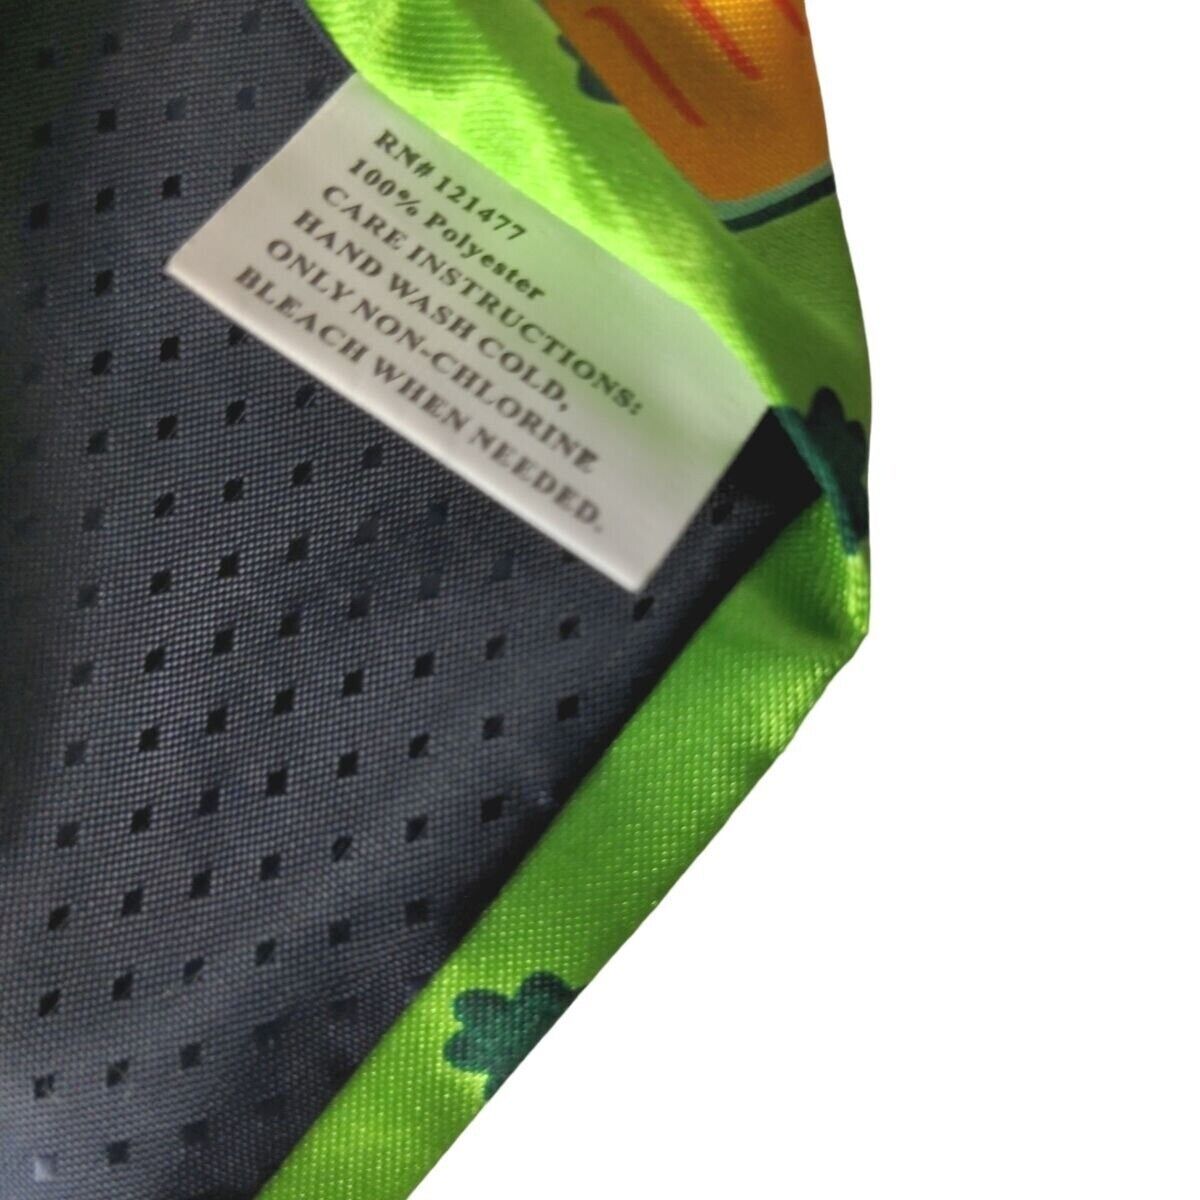 RN# 121477
100% Polyester
CARE INSTRUCTIONS:
HAND WASH COLD,
ONLY NON-CHLORINE
BLEACH WHEN NEEDED.